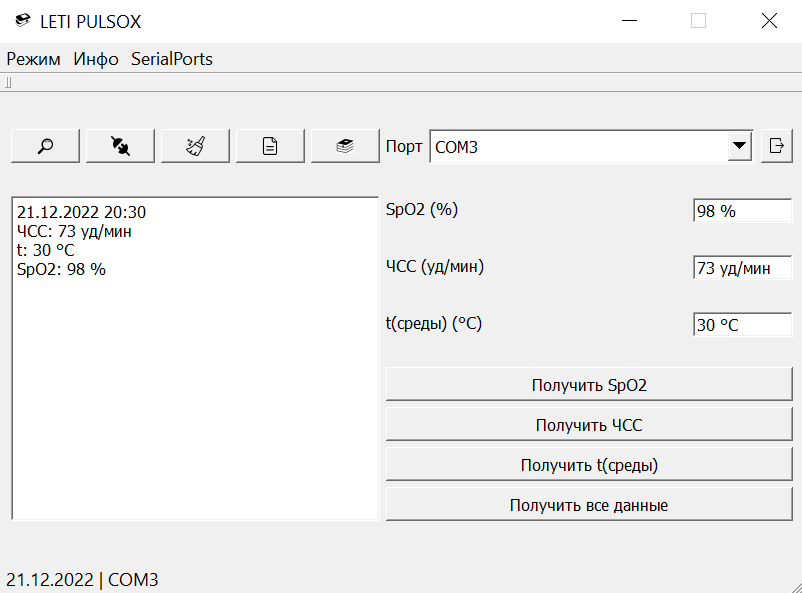 LETI PULSOX
Режим Инфо SerialPorts
Порт COM3
21.12.2022 20:30
ЧСС: 73 уд/мин
t: 30 °C
SpO2: 98 %
SpO2 (%) 98 %
ЧСС (уд/мин) 73 уд/мин
t(среды) (°C) 30 °C
Получить SpO2
Получить ЧСС
Получить t(среды)
Получить все данные
21.12.2022 | COM3